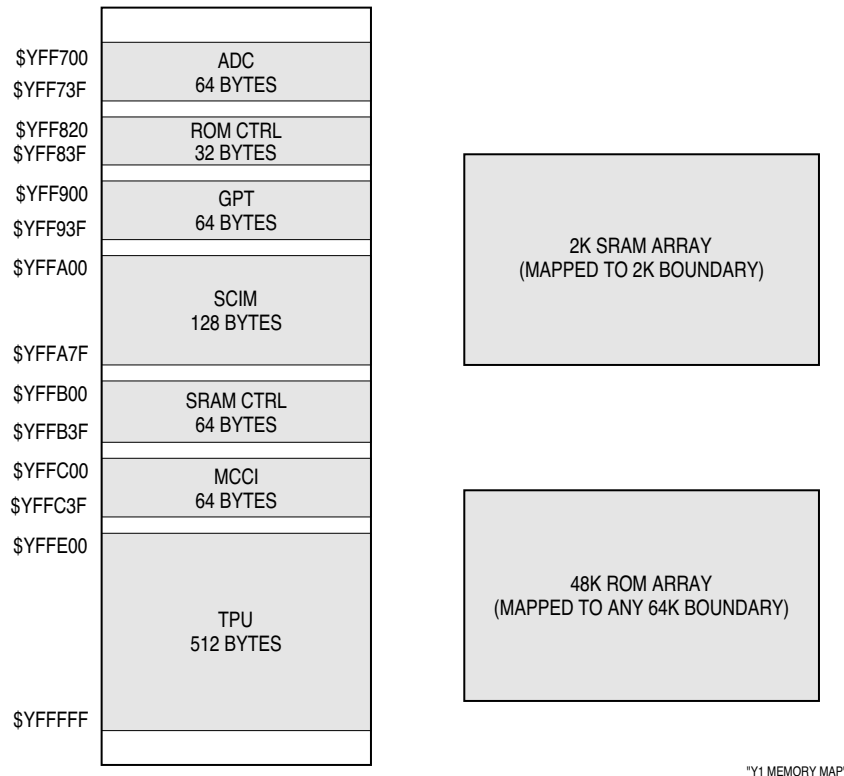 $YFF700
ADC
64 BYTES
$YFF73F
$YFF820
ROM CTRL
32 BYTES
$YFF83F
$YFF900
GPT
64 BYTES
$YFF93F
$YFFA00
SCIM
128 BYTES
$YFFA7F
$YFFB00
SRAM CTRL
64 BYTES
$YFFB3F
$YFFC00
MCCI
64 BYTES
$YFFC3F
$YFFE00
TPU
512 BYTES
$YFFFFF
2K SRAM ARRAY
(MAPPED TO 2K BOUNDARY)
48K ROM ARRAY
(MAPPED TO ANY 64K BOUNDARY)
"Y1 MEMORY MAP"